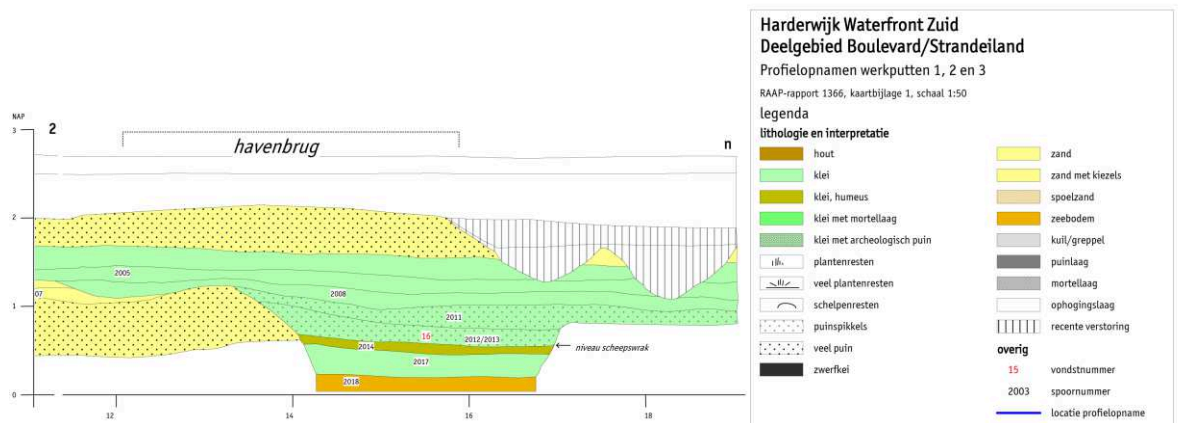 NAP
3
2
havenbrug
n
2
2005
2008
07
1
2011
16
2012/2013
2014
niveau scheepswrak
2017
2018
0
12
14
16
18
Harderwijk Waterfront Zuid
Deelgebied Boulevard/Strandeiland
Profielopnamen werkputten 1, 2 en 3
RAAP-rapport 1366, kaartbijlage 1, schaal 1:50
legenda
lithologie en interpretatie
hout
klei
klei, humeus
klei met mortellaag
klei met archeologisch puin
plantenresten
veel plantenresten
schelpenresten
puinspikkels
veel puin
zwerfkei
zand
zand met kiezels
spoelzand
zeebodem
kuil/greppel
puinlaag
mortellaag
ophogingslaag
recente verstoring
overig
15 vondstnummer
2003 spoornummer
locatie profielopname